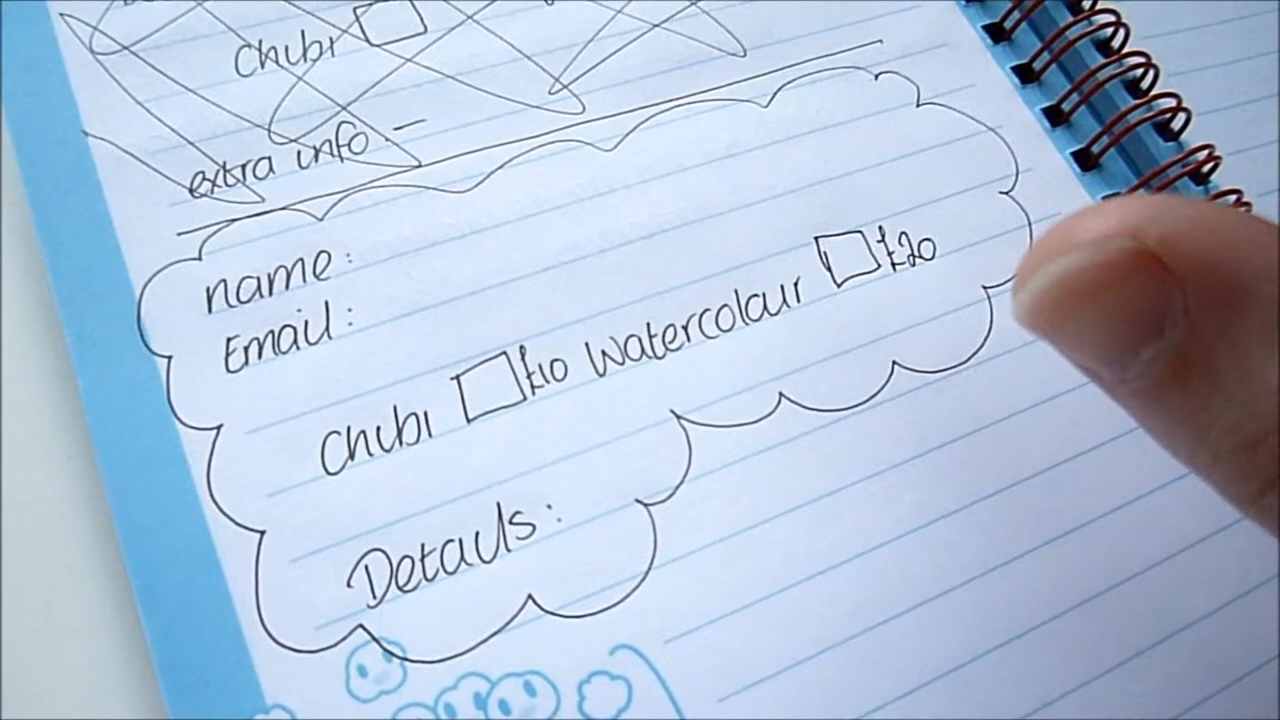 Chibi
extra info -
name:
Email:
Chibi £10 Watercolour £20
Details: